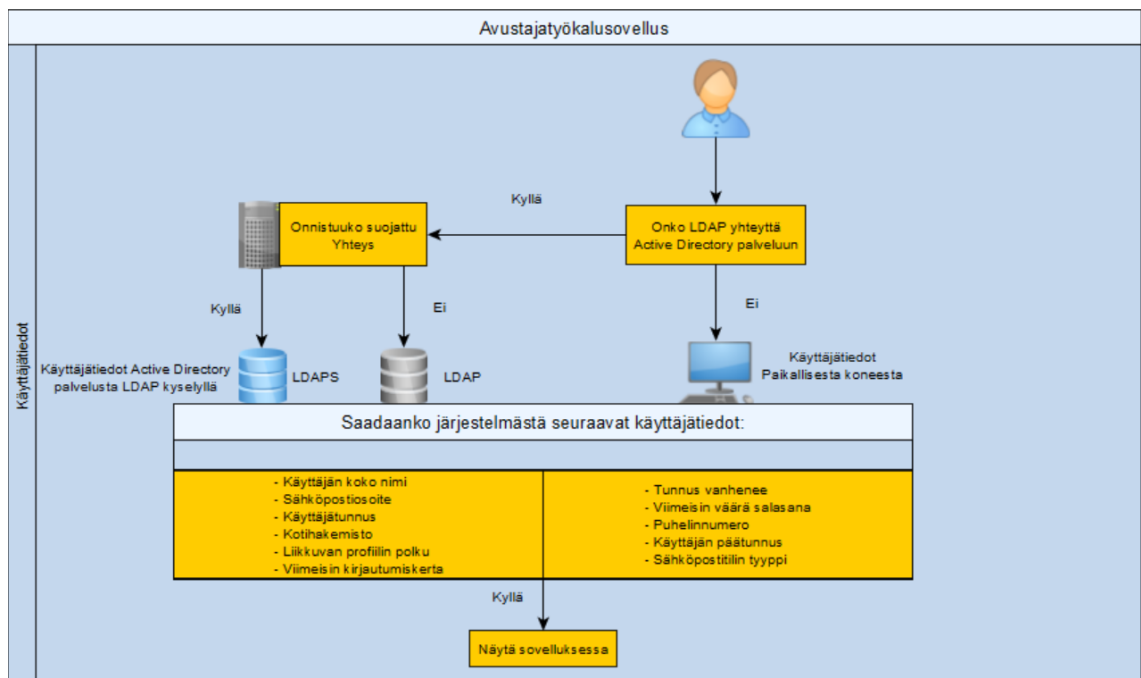 Avustajatyökalusovellus
Käyttäjätiedot
Kyllä
Onnistuuko suojattu
Yhteys
Onko LDAP yhteyttä
Active Directory palveluun
Kyllä
Ei
Ei
Käyttäjätiedot Active Directory
palvelusta LDAP kyselyllä
LDAPS
LDAP
Käyttäjätiedot
Paikallisesta koneesta
Saadaanko järjestelmästä seuraavat käyttäjätiedot:
- Käyttäjän koko nimi
- Sähköpostiosoite
- Käyttäjätunnus
- Kotihakemisto
- Liikkuvan profiilin polku
- Viimeisin kirjautumiskerta
- Tunnus vanhenee
- Viimeisin väärä salasana
- Puhelinnumero
- Käyttäjän päätunnus
- Sähköpostitilin tyyppi
Kyllä
Näytä sovelluksessa